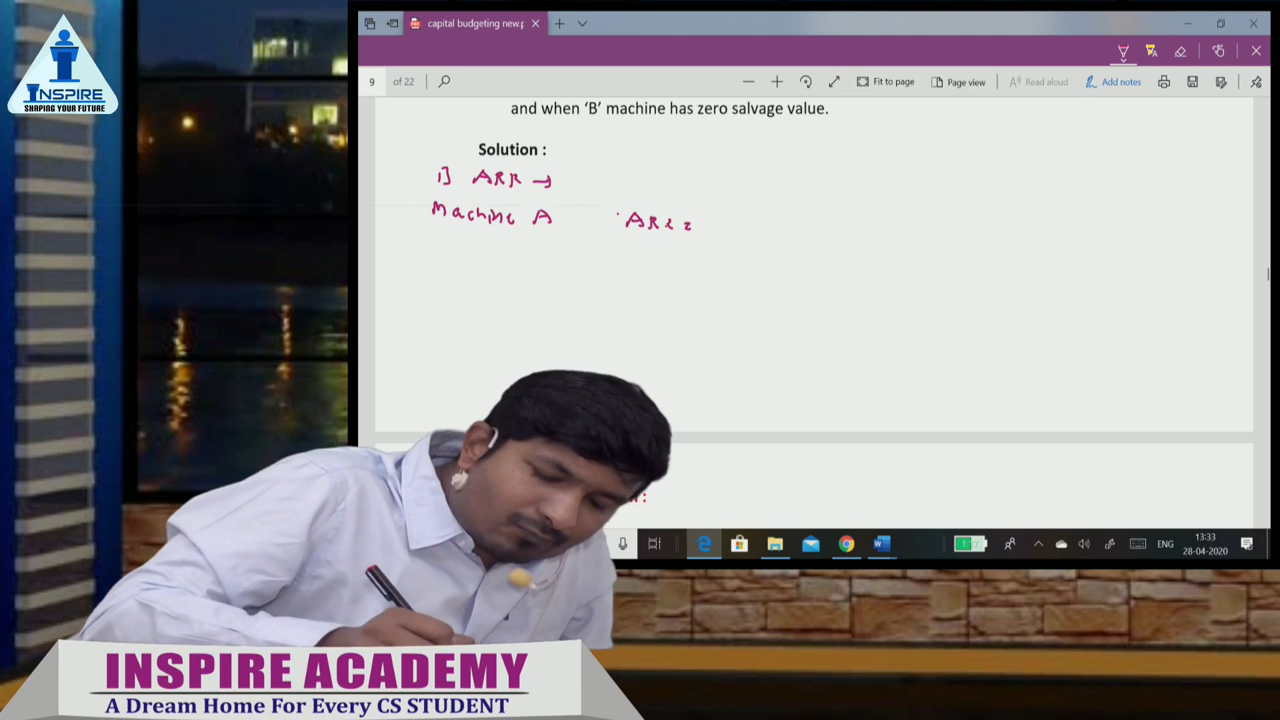 INSPIRE
SHAPING YOUR FUTURE
capital budgeting new.p
9 of 22
Fit to page
Page view
Read aloud
Add notes
and when ‘B’ machine has zero salvage value.
Solution :
1] ARR →
Machine A ARR =
ENG
13:33
28-04-2020
INSPIRE ACADEMY
A Dream Home For Every CS STUDENT